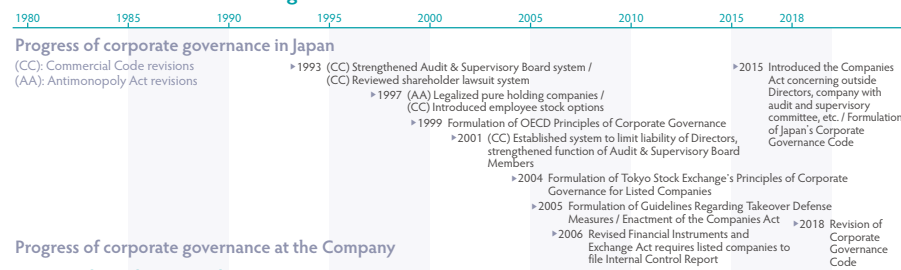 1980 1985 1990 1995 2000 2005 2010 2015 2018
Progress of corporate governance in Japan
(CC): Commercial Code revisions
(AA): Antimonopoly Act revisions
1993 (CC) Strengthened Audit & Supervisory Board system /
(CC) Reviewed shareholder lawsuit system
1997 (AA) Legalized pure holding companies /
(CC) Introduced employee stock options
1999 Formulation of OECD Principles of Corporate Governance
2001 (CC) Established system to limit liability of Directors,
strengthened function of Audit & Supervisory Board
Members
2004 Formulation of Tokyo Stock Exchange's Principles of Corporate
Governance for Listed Companies
2005 Formulation of Guidelines Regarding Takeover Defense
Measures / Enactment of the Companies Act
2006 Revised Financial Instruments and
Exchange Act requires listed companies to
file Internal Control Report
2015 Introduced the Companies
Act concerning outside
Directors, company with
audit and supervisory
committee, etc. / Formulation
of Japan's Corporate
Governance Code
2018 Revision of
Corporate
Governance
Code
Progress of corporate governance at the Company